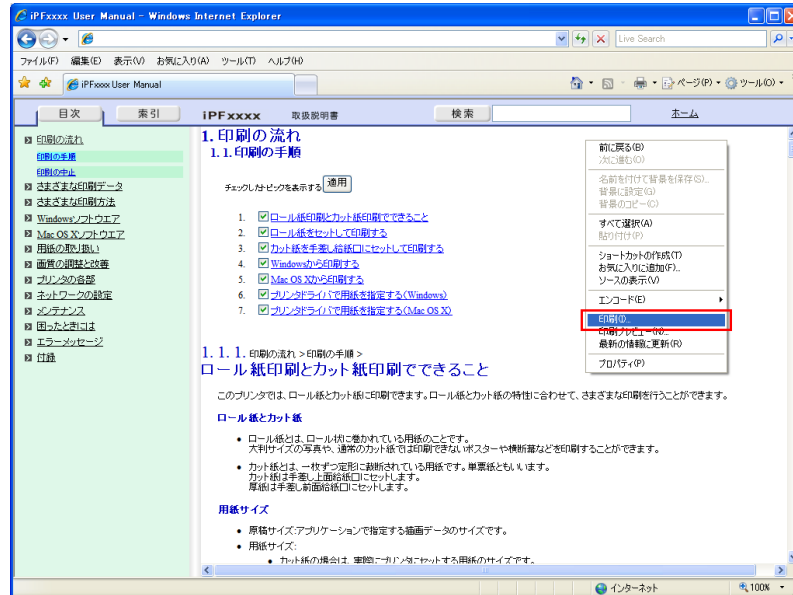 iPFxxxx User Manual - Windows Internet Explorer
Live Search
ファイル(F) 編集(E) 表示(V) お気に入り(A) ツール(T) ヘルプ(H)
iPFxxxx User Manual
ページ(P) ツール(O)
目次 索引 iPFxxxx 取扱説明書 検索 ホーム
印刷の流れ
印刷の手順
印刷の中止
さまざまな印刷データ
さまざまな印刷方法
Windowsソフトウエア
Mac OS Xソフトウエア
用紙の取り扱い
画質の調整と改善
プリンタの各部
ネットワークの設定
メンテナンス
困ったときには
エラーメッセージ
付録
1. 印刷の流れ
1. 1. 印刷の手順
チェックしたトピックを表示する 適用
1. ロール紙印刷とカット紙印刷でできること
2. ロール紙をセットして印刷する
3. カット紙を手差し給紙口にセットして印刷する
4. Windowsから印刷する
5. Mac OS Xから印刷する
6. プリンタドライバで用紙を指定する(Windows)
7. プリンタドライバで用紙を指定する(Mac OS X)
前に戻る(B)
次に進む(O)
名前を付けて背景を保存(S)...
背景に設定(G)
背景のコピー(C)
すべて選択(A)
貼り付け(P)
ショートカットの作成(T)
お気に入りに追加(F)...
ソースの表示(V)
エンコード(E)
印刷(I)...
印刷プレビュー(N)...
最新の情報に更新(R)
プロパティ(P)
1. 1. 1. 印刷の流れ > 印刷の手順 >
ロール紙印刷とカット紙印刷でできること
このプリンタでは、ロール紙とカット紙に印刷できます。ロール紙とカット紙の特性に合わせて、さまざまな印刷を行うことができます。
ロール紙とカット紙
• ロール紙とは、ロール状に巻かれている用紙のことです。
大判サイズの写真や、通常のカット紙では印刷できないポスターや横断幕などを印刷することができます。
• カット紙とは、一枚ずつ定形に裁断されている用紙です。単票紙ともいいます。
カット紙は手差し上面給紙口にセットします。
厚紙は手差し前面給紙口にセットします。
用紙サイズ
• 原稿サイズ:アプリケーションで指定する描画データのサイズです。
• 用紙サイズ:
• カット紙の場合は、実際にプリンタにセットする用紙のサイズです。
インターネット 100%